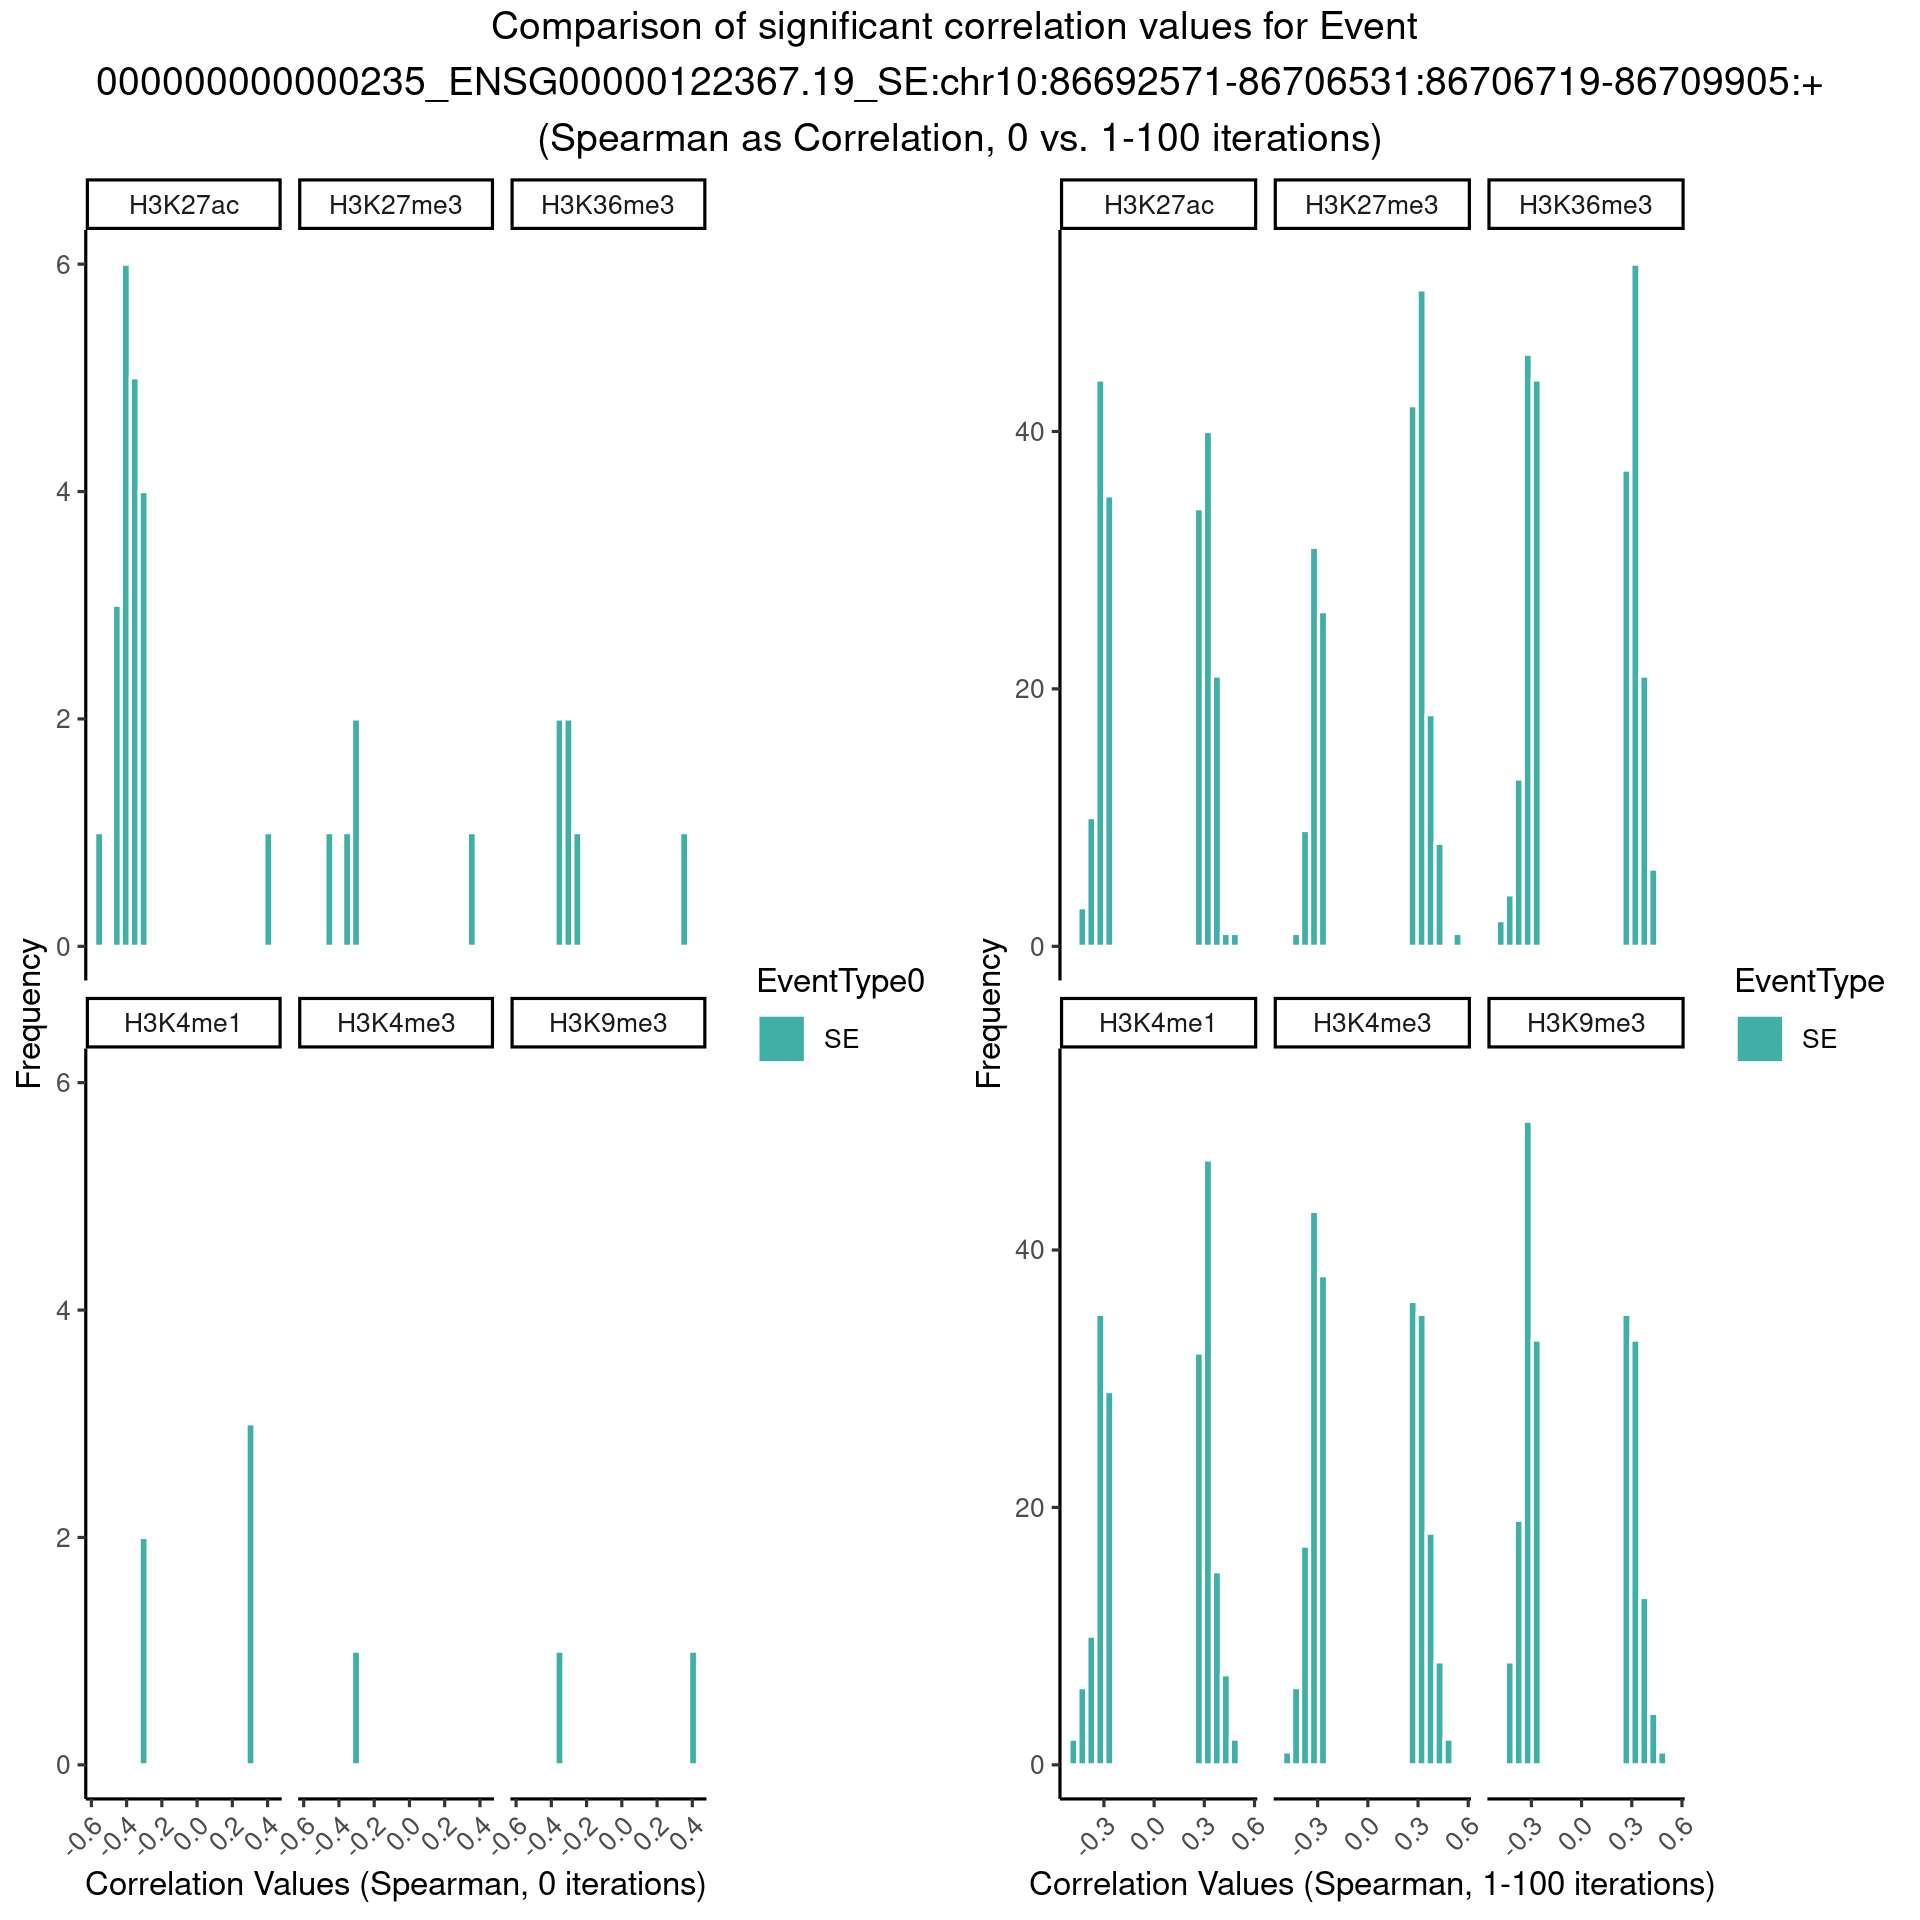 Comparison of significant correlation values for Event
000000000000235_ENSG00000122367.19_SE:chr10:86692571-86706531:86706719-86709905:+
(Spearman as Correlation, 0 vs. 1-100 iterations)
H3K27ac H3K27me3 H3K36me3
6
4
2
0
H3K4me1 H3K4me3 H3K9me3
6
4
2
0
-0.6 -0.4 -0.2 0.0 0.2 0.4 -0.6 -0.4 -0.2 0.0 0.2 0.4 -0.6 -0.4 -0.2 0.0 0.2 0.4
Frequency
Correlation Values (Spearman, 0 iterations)
EventType0
SE
H3K27ac H3K27me3 H3K36me3
40
20
0
H3K4me1 H3K4me3 H3K9me3
40
20
0
-0.3 0.0 0.3 0.6 -0.3 0.0 0.3 0.6 -0.3 0.0 0.3 0.6
Frequency
Correlation Values (Spearman, 1-100 iterations)
EventType
SE